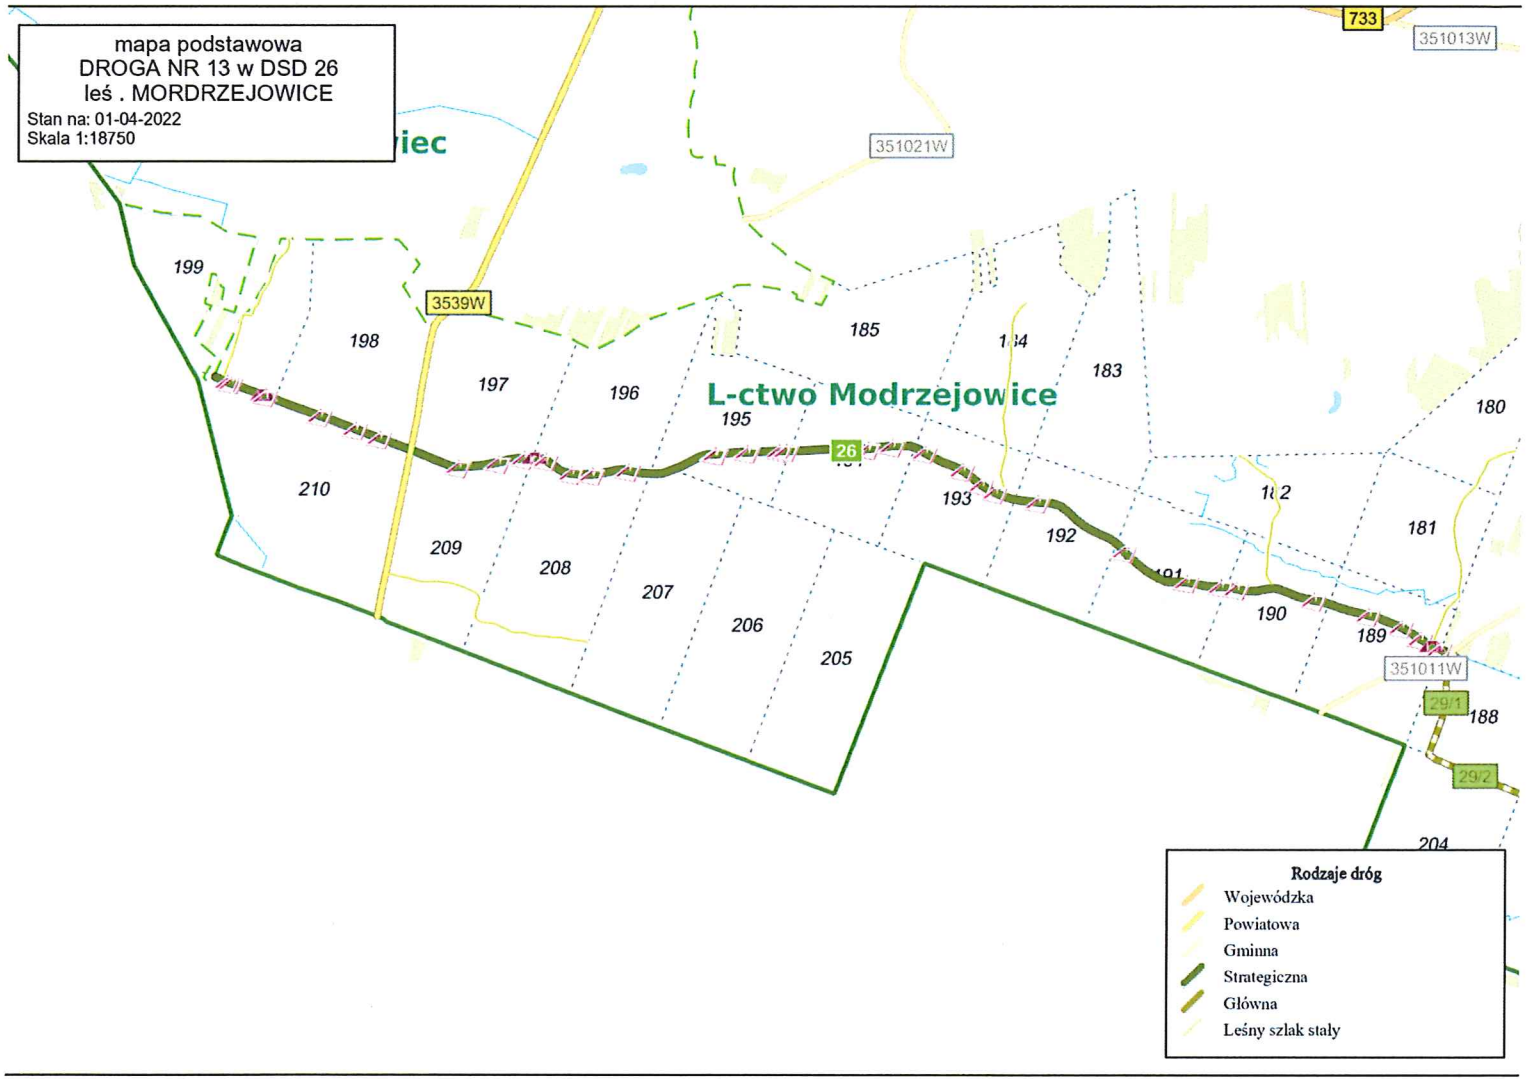 mapa podstawowa
DROGA NR 13 w DSD 26
leś . MORDRZEJOWICE
Stan na: 01-04-2022
Skala 1:18750
733
351013W
iec
351021W
199
3539W
198
185
184
183
197
196
L-ctwo Modrzejowice
195
180
26
210
193
182
181
192
209
208
191
207
190
206
189
205
351011W
29/1
188
29/2
204
Rodzaje dróg
Wojewódzka
Powiatowa
Gminna
Strategiczna
Główna
Leśny szlak stały